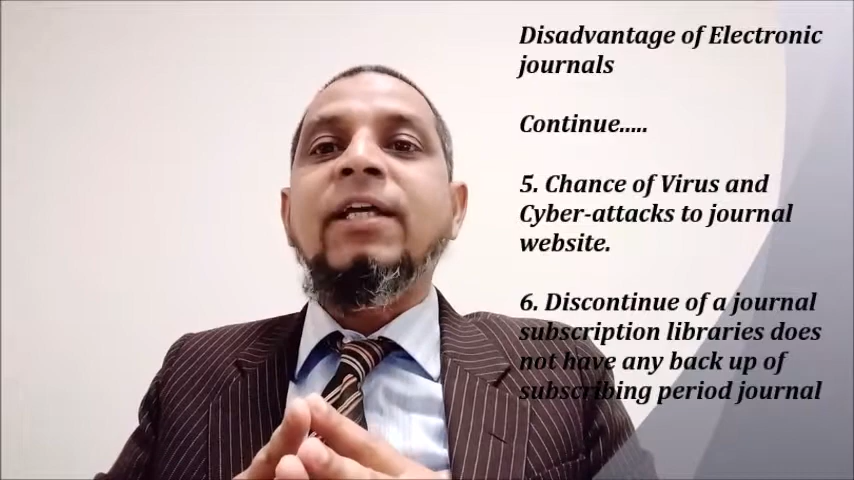 Disadvantage of Electronic
journals
Continue.....
5. Chance of Virus and
Cyber-attacks to journal
website.
6. Discontinue of a journal
subscription libraries does
not have any back up of
subscribing period journal